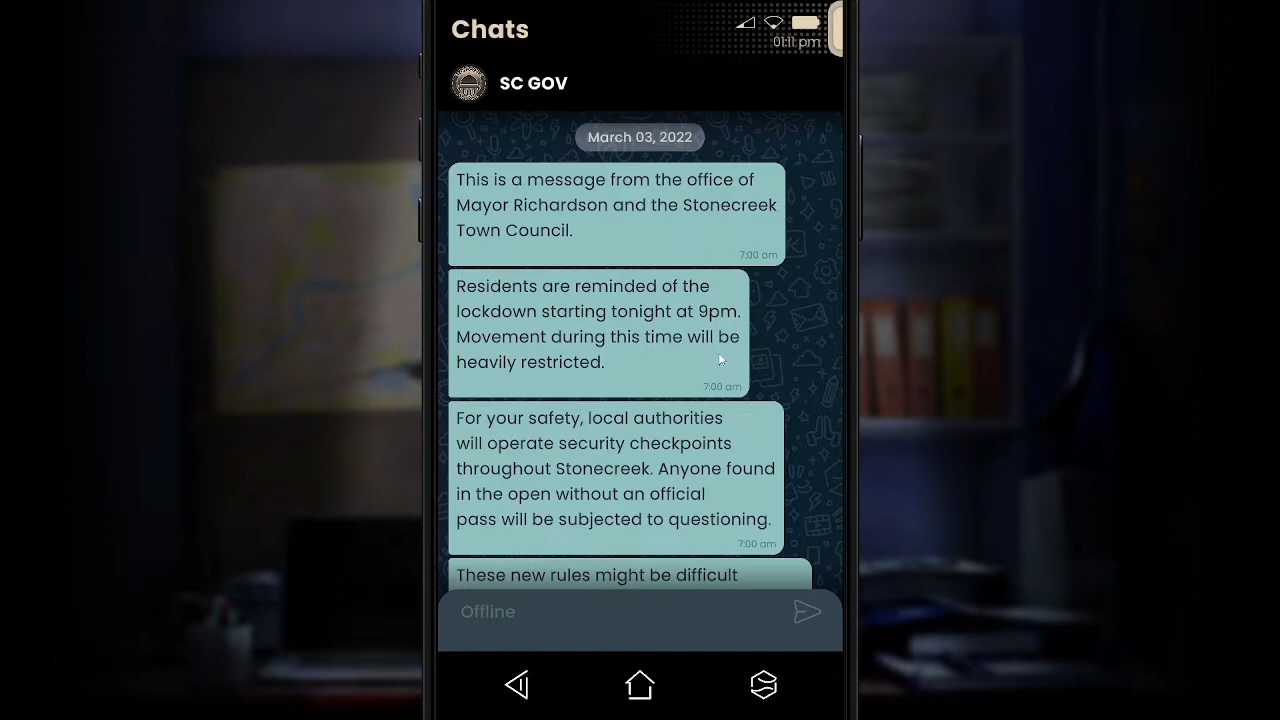 Chats
01:11 pm
SC GOV
March 03, 2022
This is a message from the office of
Mayor Richardson and the Stonecreek
Town Council.
7:00 am
Residents are reminded of the
lockdown starting tonight at 9pm.
Movement during this time will be
heavily restricted.
7:00 am
For your safety, local authorities
will operate security checkpoints
throughout Stonecreek. Anyone found
in the open without an official
pass will be subjected to questioning.
7:00 am
These new rules might be difficult
Offline